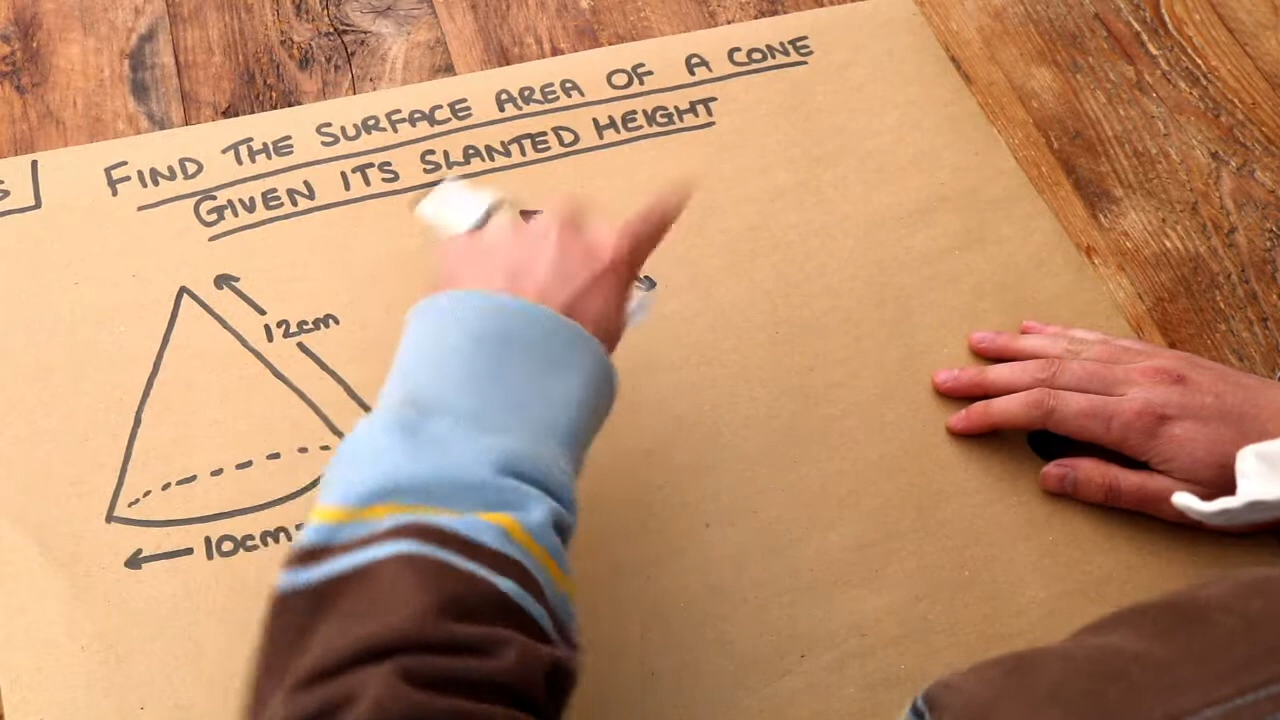 FIND THE SURFACE AREA OF A CONE
GIVEN ITS SLANTED HEIGHT
12cm
10cm